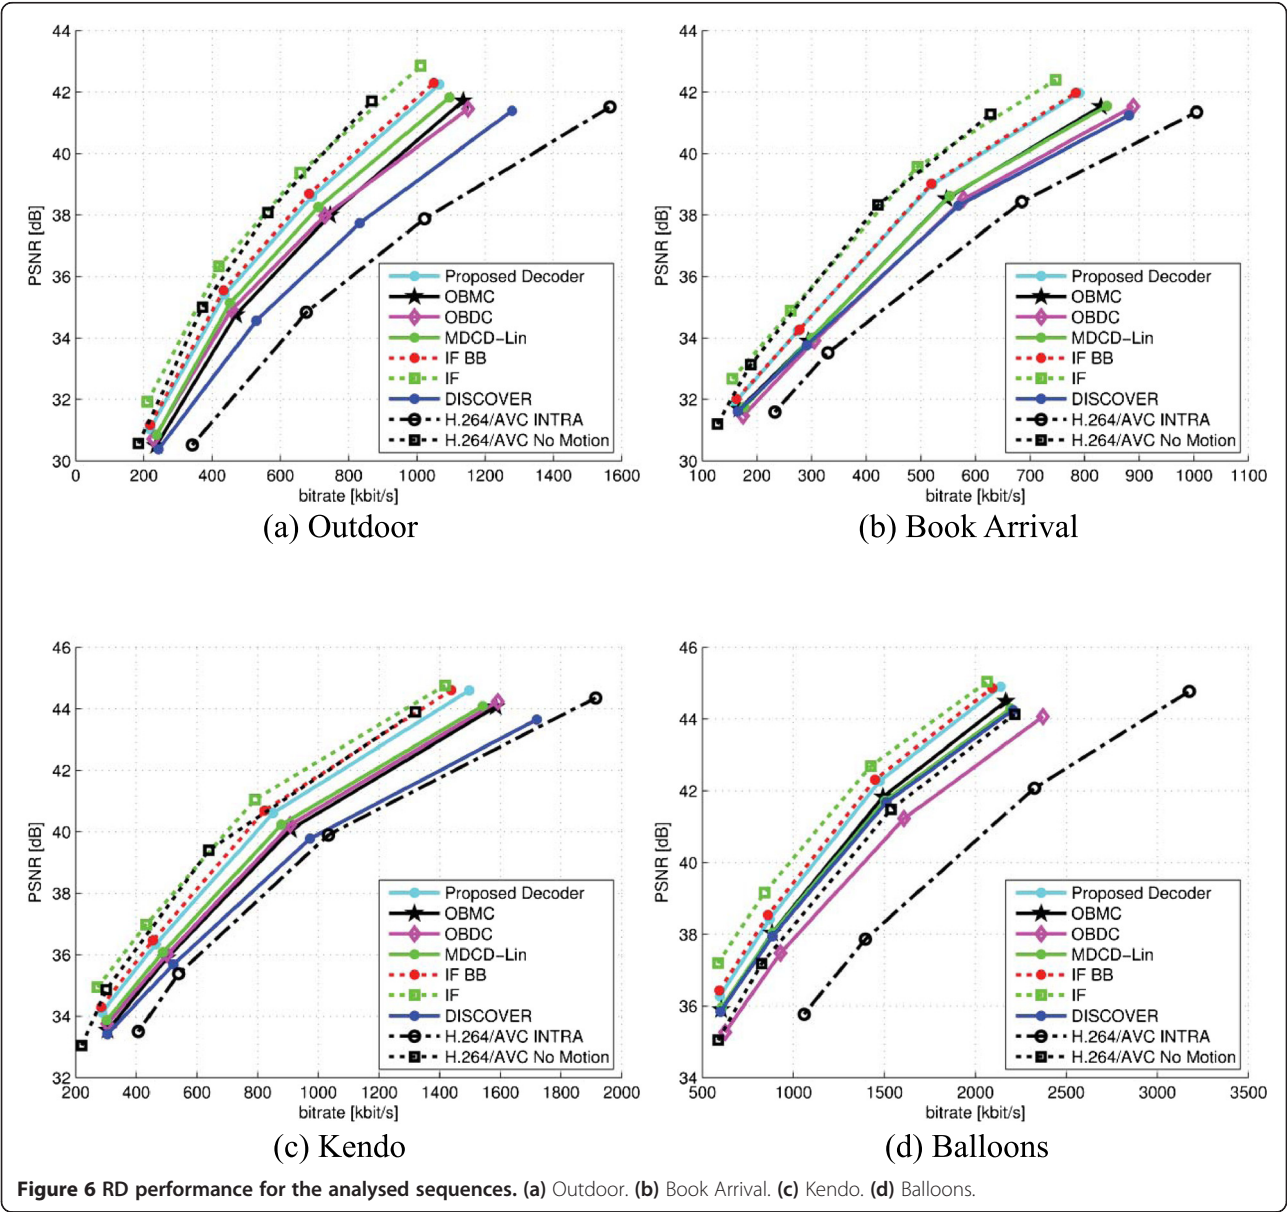 44
42
40
38
36
34
32
30
PSNR [dB]
0 200 400 600 800 1000 1200 1400 1600
bitrate [kbit/s]
Proposed Decoder
OBMC
OBDC
MDCD-Lin
IF BB
IF
DISCOVER
H.264/AVC INTRA
H.264/AVC No Motion
(a) Outdoor
44
42
40
38
36
34
32
30
PSNR [dB]
100 200 300 400 500 600 700 800 900 1000 1100
bitrate [kbit/s]
Proposed Decoder
OBMC
OBDC
MDCD-Lin
IF BB
IF
DISCOVER
H.264/AVC INTRA
H.264/AVC No Motion
(b) Book Arrival
46
44
42
40
38
36
34
32
PSNR [dB]
200 400 600 800 1000 1200 1400 1600 1800 2000
bitrate [kbit/s]
Proposed Decoder
OBMC
OBDC
MDCD-Lin
IF BB
IF
DISCOVER
H.264/AVC INTRA
H.264/AVC No Motion
(c) Kendo
46
44
42
40
38
36
34
PSNR [dB]
500 1000 1500 2000 2500 3000 3500
bitrate [kbit/s]
Proposed Decoder
OBMC
OBDC
MDCD-Lin
IF BB
IF
DISCOVER
H.264/AVC INTRA
H.264/AVC No Motion
(d) Balloons
Figure 6 RD performance for the analysed sequences. (a) Outdoor. (b) Book Arrival. (c) Kendo. (d) Balloons.